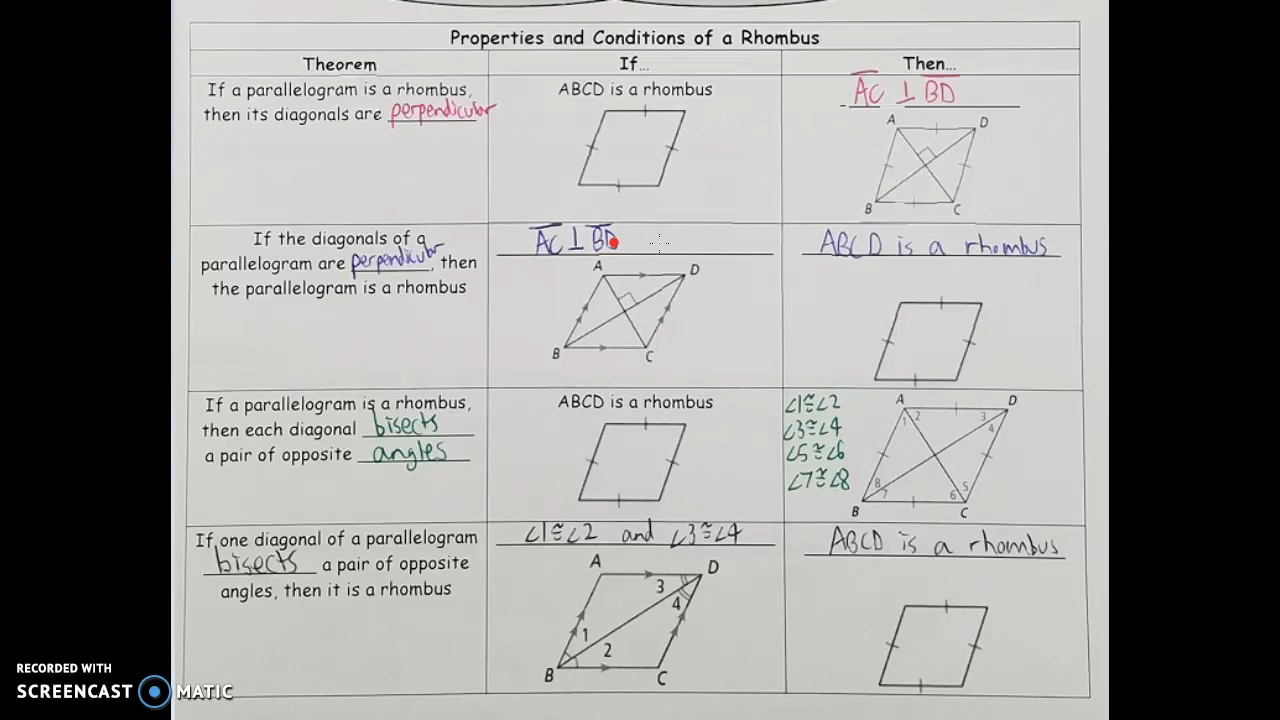 Properties and Conditions of a Rhombus
Theorem
If…
Then…
If a parallelogram is a rhombus,
then its diagonals are perpendicular
ABCD is a rhombus
AC ⊥ BD
A D
B C
If the diagonals of a
parallelogram are perpendicular, then
the parallelogram is a rhombus
AC ⊥ BD
A D
B C
ABCD is a rhombus
If a parallelogram is a rhombus,
then each diagonal bisects
a pair of opposite angles
ABCD is a rhombus
∠1≅∠2
∠3≅∠4
∠5≅∠6
∠7≅∠8
A D
1 2 3 4
8 7 6 5
B C
If one diagonal of a parallelogram
bisects a pair of opposite
angles, then it is a rhombus
∠1≅∠2 and ∠3≅∠4
A D
3
4
1
2
B C
ABCD is a rhombus
RECORDED WITH
SCREENCAST MATIC